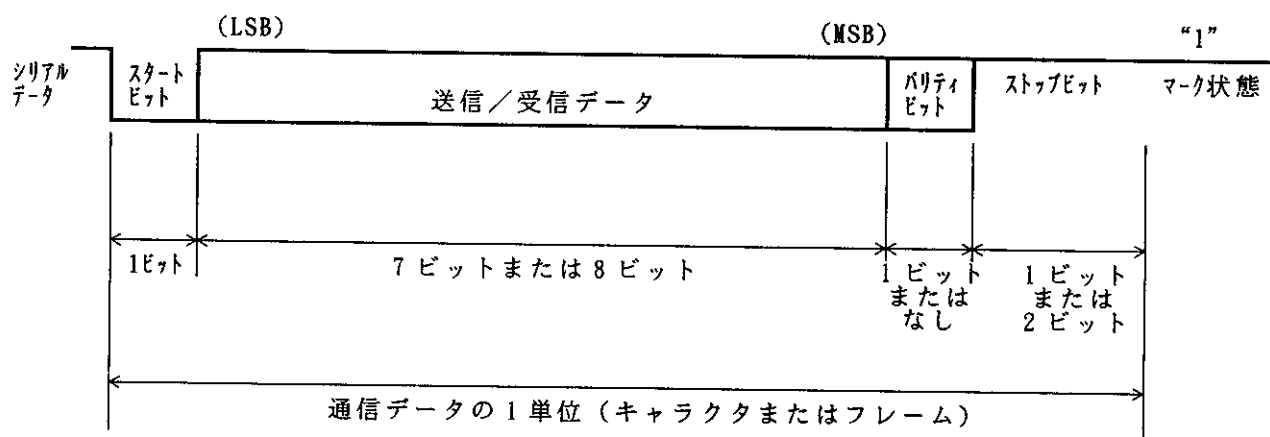 (LSB)
(MSB)
“1”
シリアル
データ
スタート
ビット
送信／受信データ
パリティ
ビット
ストップビット
マーク状態
1ビット
7ビットまたは8ビット
1ビット
または
なし
1ビット
または
2ビット
通信データの1単位（キャラクタまたはフレーム）